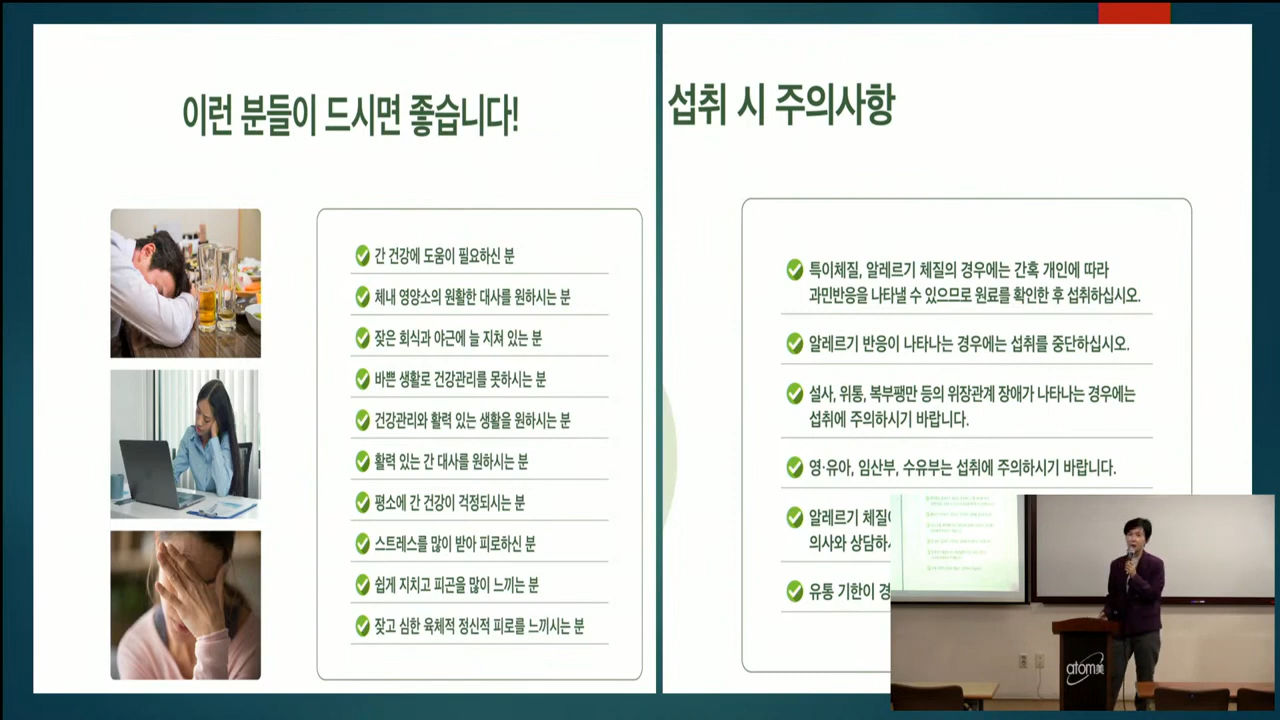 이런 분들이 드시면 좋습니다!
간 건강에 도움이 필요하신 분
체내 영양소의 원활한 대사를 원하시는 분
잦은 회식과 야근에 늘 지쳐 있는 분
바쁜 생활로 건강관리를 못하시는 분
건강관리와 활력 있는 생활을 원하시는 분
활력 있는 간 대사를 원하시는 분
평소에 간 건강이 걱정되시는 분
스트레스를 많이 받아 피로하신 분
쉽게 지치고 피곤을 많이 느끼는 분
잦고 심한 육체적 정신적 피로를 느끼시는 분
섭취 시 주의사항
특이체질, 알레르기 체질의 경우에는 간혹 개인에 따라
과민반응을 나타낼 수 있으므로 원료를 확인한 후 섭취하십시오.
알레르기 반응이 나타나는 경우에는 섭취를 중단하십시오.
설사, 위통, 복부팽만 등의 위장관계 장애가 나타나는 경우에는
섭취에 주의하시기 바랍니다.
영·유아, 임산부, 수유부는 섭취에 주의하시기 바랍니다.
알레르기 체질
의사와 상담하
유통 기한이 경
atom美